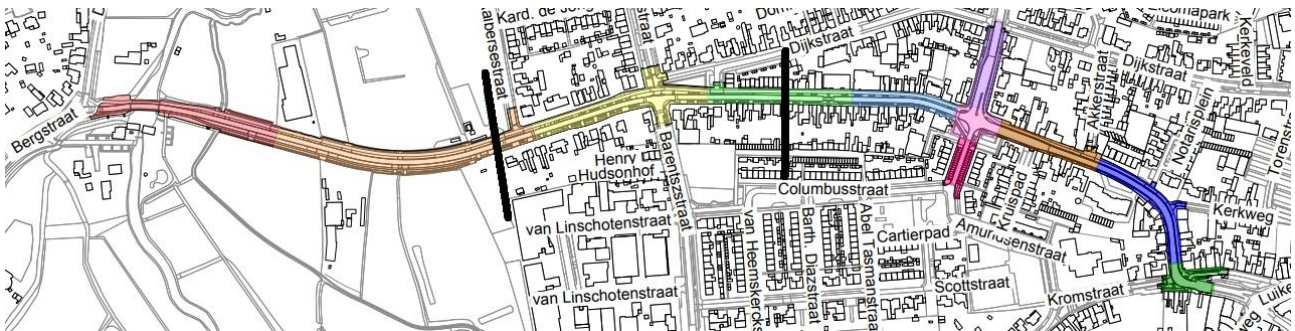 Bergstraat
Kard. de Jong
Dijkstraat
Henry
Hudsonhof
Barentszstraat
van Linschotenstraat
van Linschotenstraat
van Heemskercks
Columbusstraat
Barth. Diazstraat
Abel Tasmanstraat
Cartierpad
Kruispad
Amundsenstraat
Scottstraat
Kromstraat
Akkerstraat
Dijkstraat
Notarisplein
Kerkeveld
Kerkweg